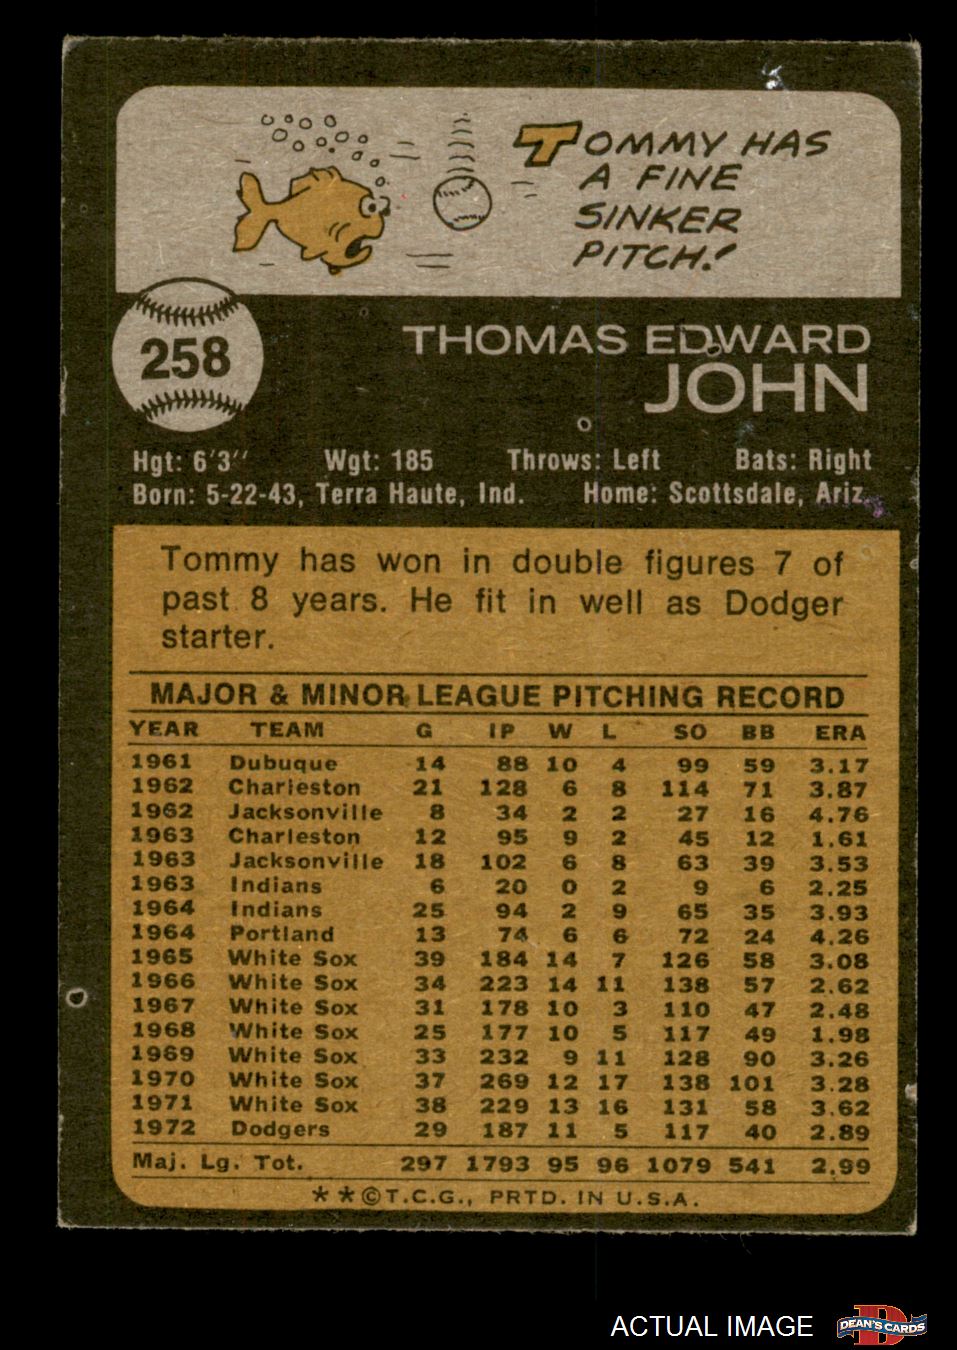 TOMMY HAS
A FINE
SINKER
PITCH!
258
THOMAS EDWARD
JOHN
Hgt: 6'3" Wgt: 185 Throws: Left Bats: Right
Born: 5-22-43, Terra Haute, Ind. Home: Scottsdale, Ariz.
Tommy has won in double figures 7 of
past 8 years. He fit in well as Dodger
starter.
MAJOR & MINOR LEAGUE PITCHING RECORD
YEAR TEAM G IP W L SO BB ERA
1961 Dubuque 14 88 10 4 99 59 3.17
1962 Charleston 21 128 6 8 114 71 3.87
1962 Jacksonville 8 34 2 2 27 16 4.76
1963 Charleston 12 95 9 2 45 12 1.61
1963 Jacksonville 18 102 6 8 63 39 3.53
1963 Indians 6 20 0 2 9 6 2.25
1964 Indians 25 94 2 9 65 35 3.93
1964 Portland 13 74 6 6 72 24 4.26
1965 White Sox 39 184 14 7 126 58 3.08
1966 White Sox 34 223 14 11 138 57 2.62
1967 White Sox 31 178 10 3 110 47 2.48
1968 White Sox 25 177 10 5 117 49 1.98
1969 White Sox 33 232 9 11 128 90 3.26
1970 White Sox 37 269 12 17 138 101 3.28
1971 White Sox 38 229 13 16 131 58 3.62
1972 Dodgers 29 187 11 5 117 40 2.89
Maj. Lg. Tot. 297 1793 95 96 1079 541 2.99
**©T.C.G., PRTD. IN U.S.A.
ACTUAL IMAGE
D
DEAN'S CARDS